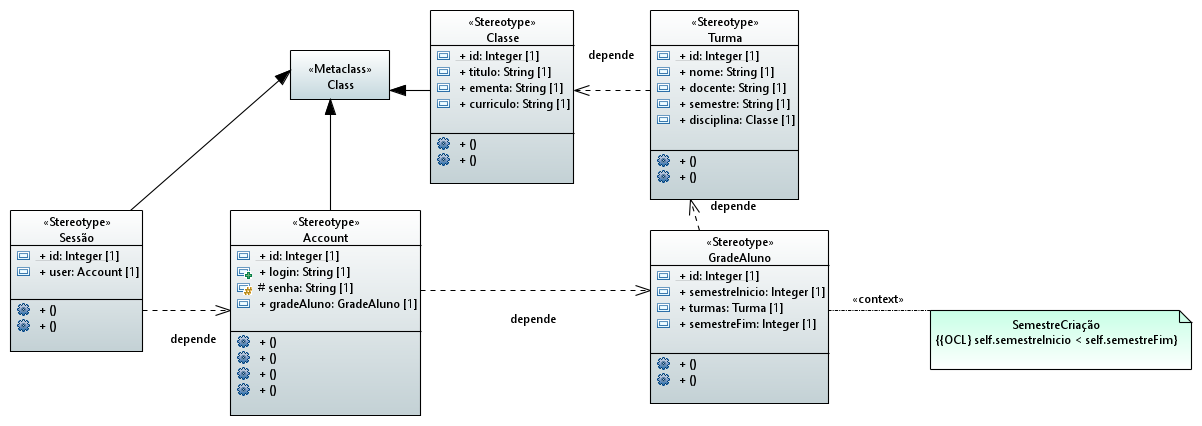 «Metaclass»
Class
«Stereotype»
Classe
+ id: Integer [1]
+ titulo: String [1]
+ ementa: String [1]
+ curriculo: String [1]
+ ()
+ ()
depende
«Stereotype»
Turma
+ id: Integer [1]
+ nome: String [1]
+ docente: String [1]
+ semestre: String [1]
+ disciplina: Classe [1]
+ ()
+ ()
depende
«Stereotype»
Sessão
+ id: Integer [1]
+ user: Account [1]
+ ()
+ ()
depende
«Stereotype»
Account
+ id: Integer [1]
+ login: String [1]
# senha: String [1]
+ gradeAluno: GradeAluno [1]
+ ()
+ ()
+ ()
+ ()
depende
«Stereotype»
GradeAluno
+ id: Integer [1]
+ semestreInicio: Integer [1]
+ turmas: Turma [1]
+ semestreFim: Integer [1]
+ ()
+ ()
«context»
SemestreCriação
{{OCL} self.semestreInicio < self.semestreFim}